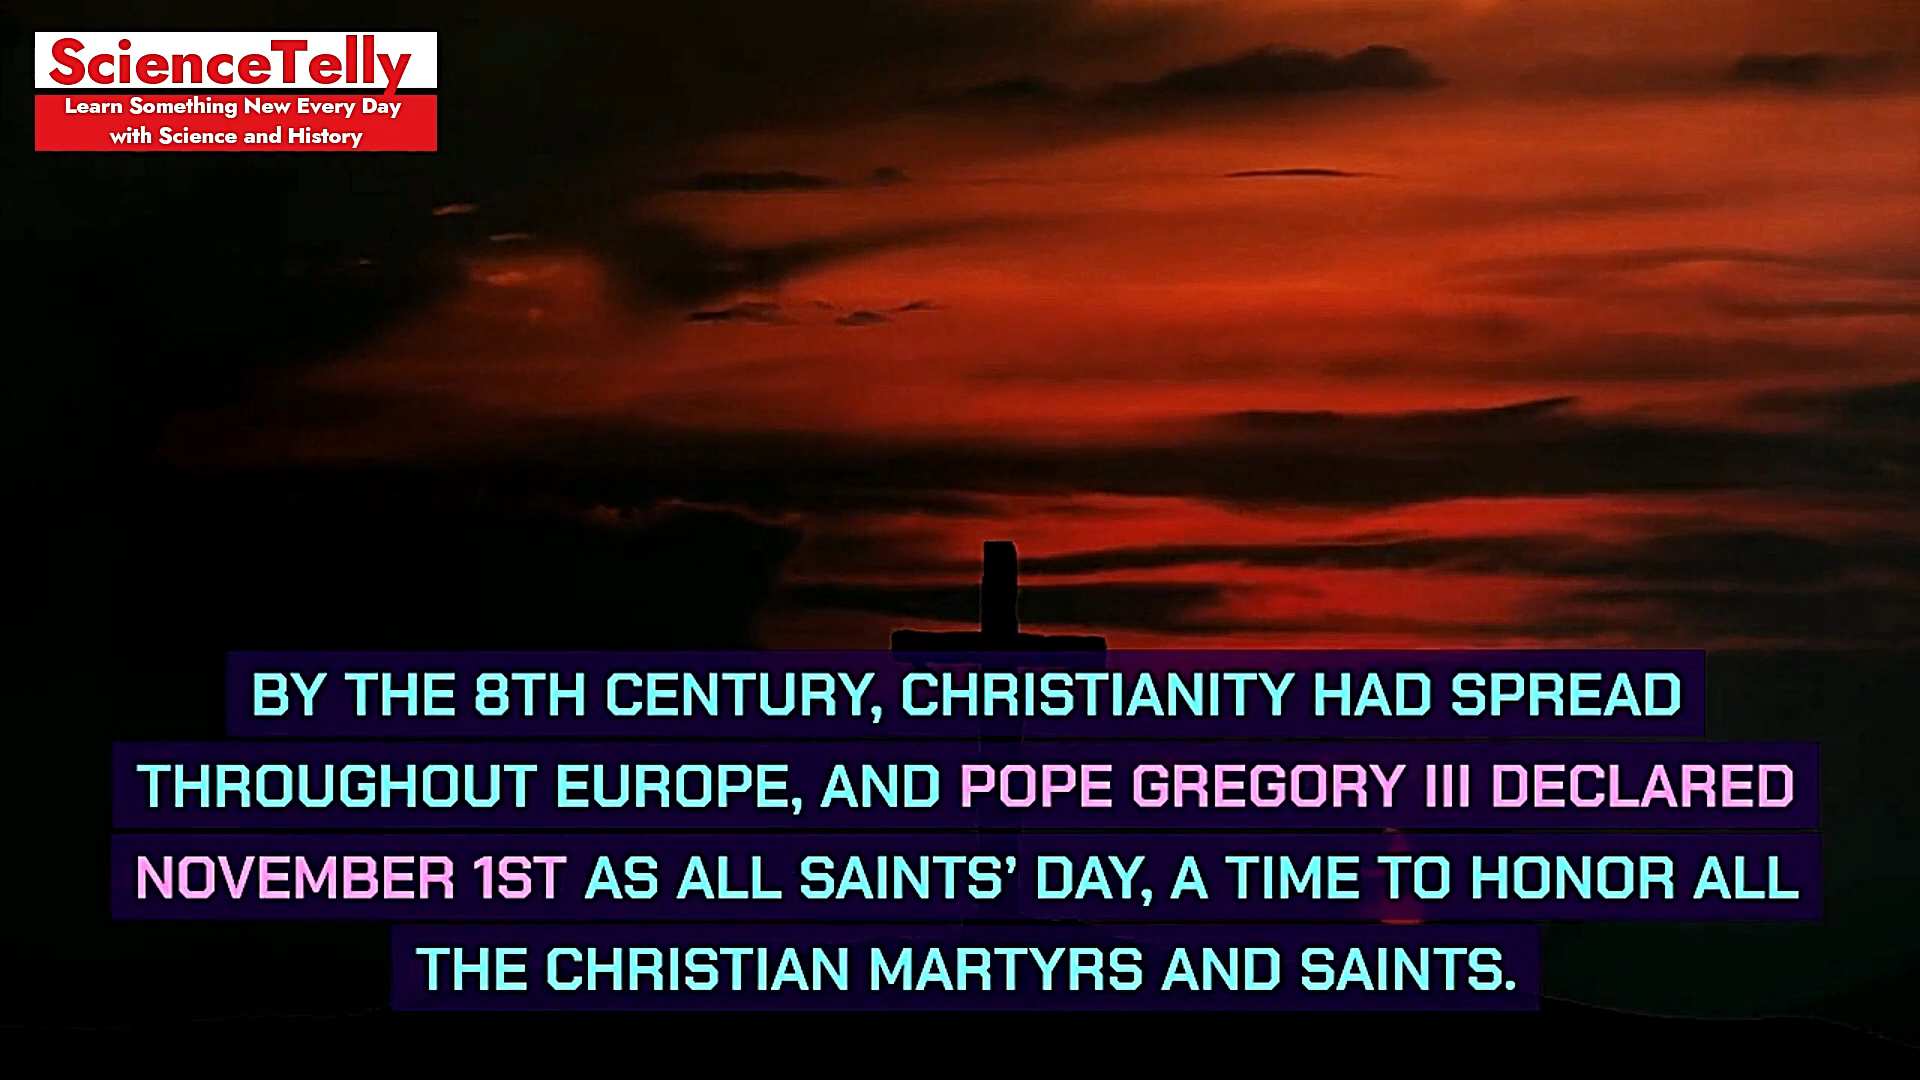 ScienceTelly
Learn Something New Every Day
with Science and History
BY THE 8TH CENTURY, CHRISTIANITY HAD SPREAD
THROUGHOUT EUROPE, AND POPE GREGORY III DECLARED
NOVEMBER 1ST AS ALL SAINTS’ DAY, A TIME TO HONOR ALL
THE CHRISTIAN MARTYRS AND SAINTS.